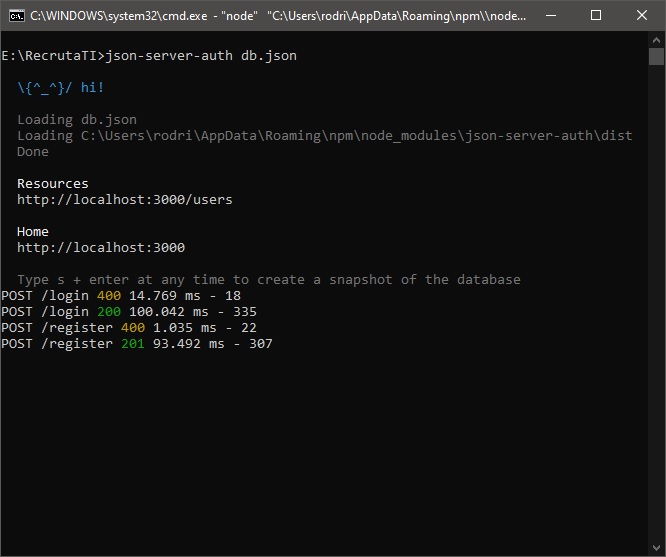 C:\WINDOWS\system32\cmd.exe - "node" "C:\Users\rodri\AppData\Roaming\npm\\node...
E:\RecrutaTI>json-server-auth db.json
\{^_^}/ hi!
Loading db.json
Loading C:\Users\rodri\AppData\Roaming\npm\node_modules\json-server-auth\dist
Done
Resources
http://localhost:3000/users
Home
http://localhost:3000
Type s + enter at any time to create a snapshot of the database
POST /login 400 14.769 ms - 18
POST /login 200 100.042 ms - 335
POST /register 400 1.035 ms - 22
POST /register 201 93.492 ms - 307